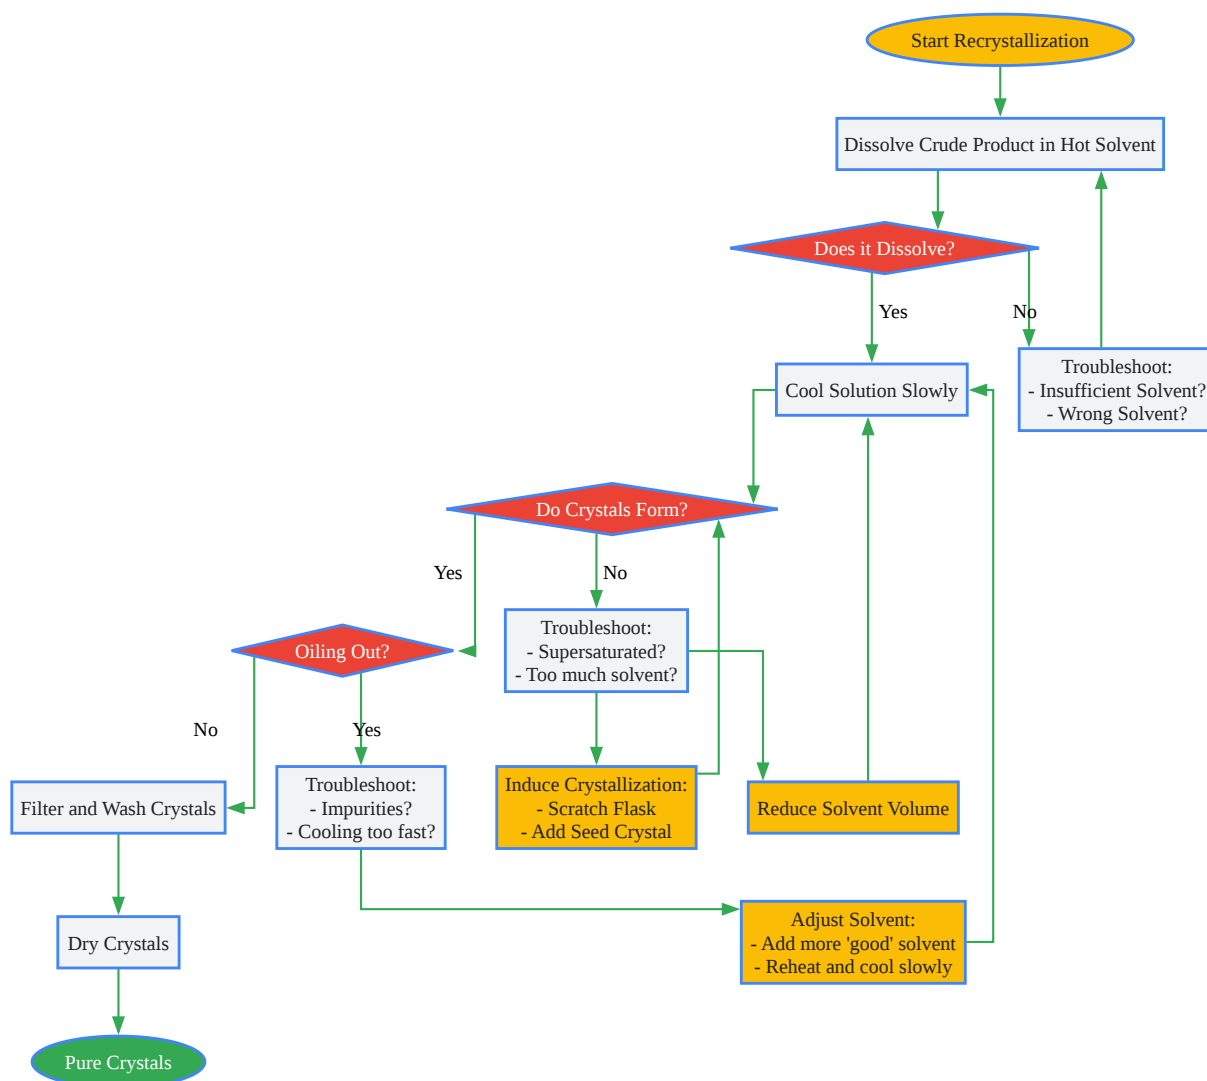 Start Recrystallization
Dissolve Crude Product in Hot Solvent
Does it Dissolve?
Yes
No
Troubleshoot:
- Insufficient Solvent?
- Wrong Solvent?
Cool Solution Slowly
Do Crystals Form?
Yes
No
Troubleshoot:
- Supersaturated?
- Too much solvent?
Oiling Out?
No
Yes
Filter and Wash Crystals
Troubleshoot:
- Impurities?
- Cooling too fast?
Induce Crystallization:
- Scratch Flask
- Add Seed Crystal
Reduce Solvent Volume
Dry Crystals
Adjust Solvent:
- Add more 'good' solvent
- Reheat and cool slowly
Pure Crystals